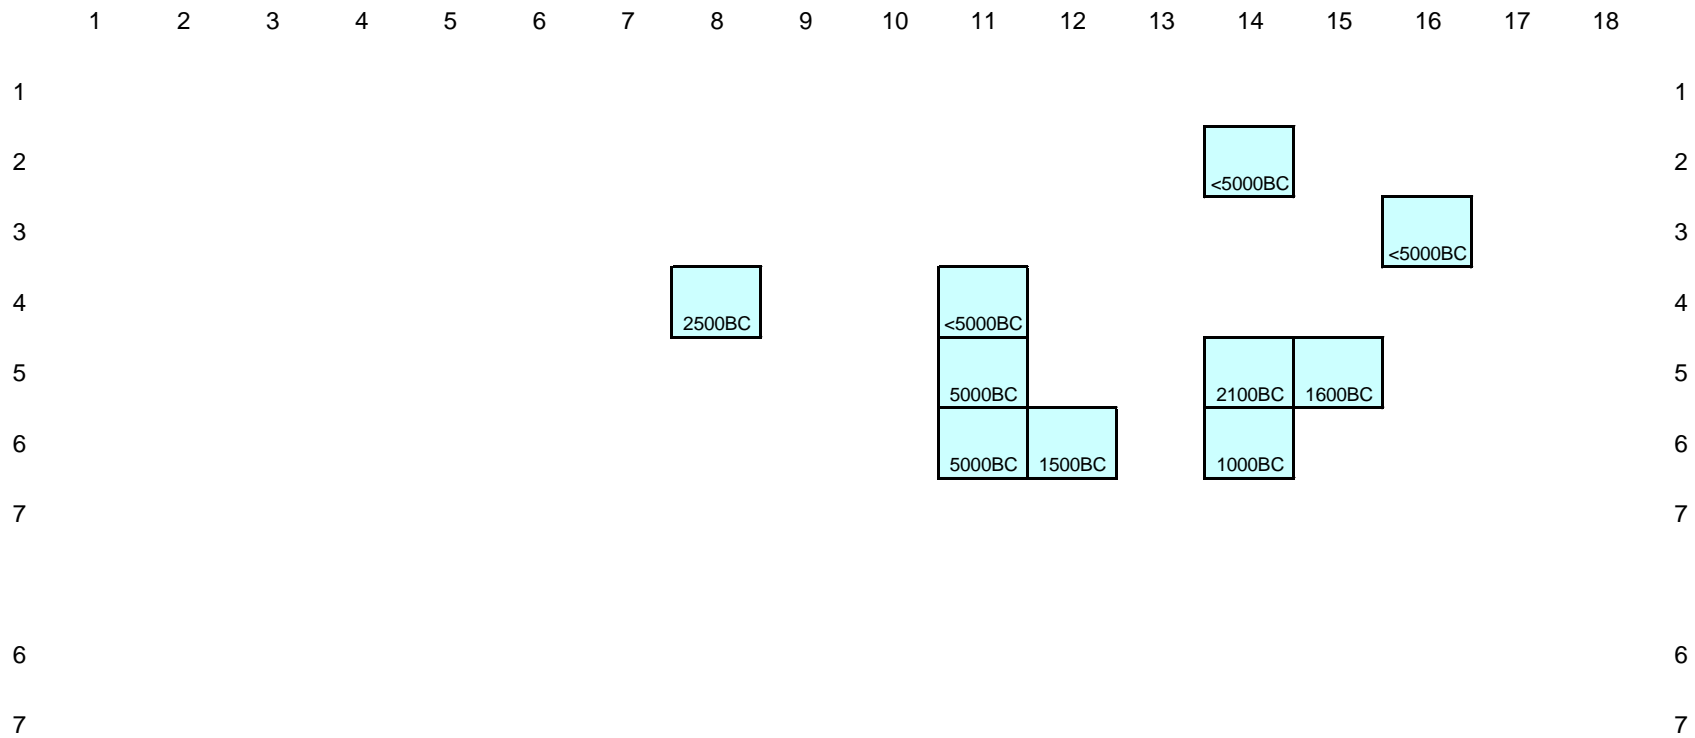 1 2 3 4 5 6 7 8 9 10 11 12 13 14 15 16 17 18
1 1
2 <5000BC 2
3 <5000BC 3
4 2500BC <5000BC 4
5 5000BC 2100BC 1600BC 5
6 5000BC 1500BC 1000BC 6
7 7
6 6
7 7